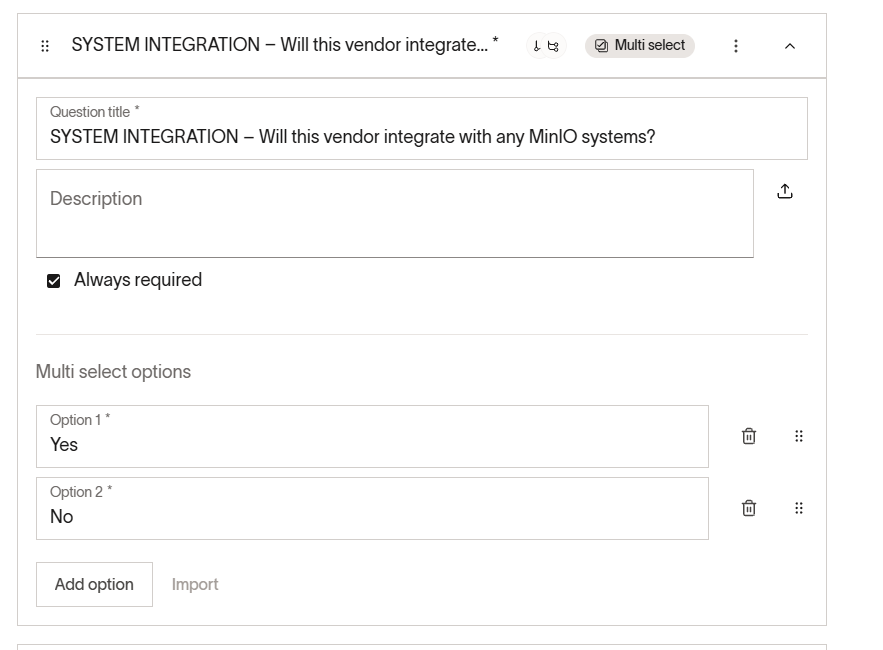 SYSTEM INTEGRATION – Will this vendor integrate... * Multi select
Question title *
SYSTEM INTEGRATION – Will this vendor integrate with any MinIO systems?
Description
Always required
Multi select options
Option 1 *
Yes
Option 2 *
No
Add option Import